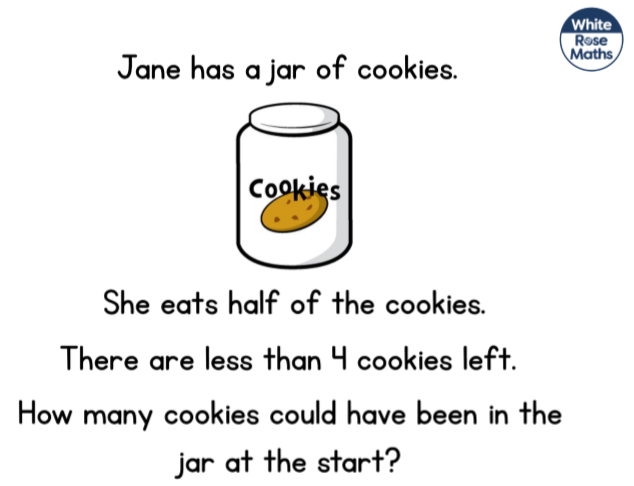 White
Rose
Maths
Jane has a jar of cookies.
Cookies
She eats half of the cookies.
There are less than 4 cookies left.
How many cookies could have been in the
jar at the start?